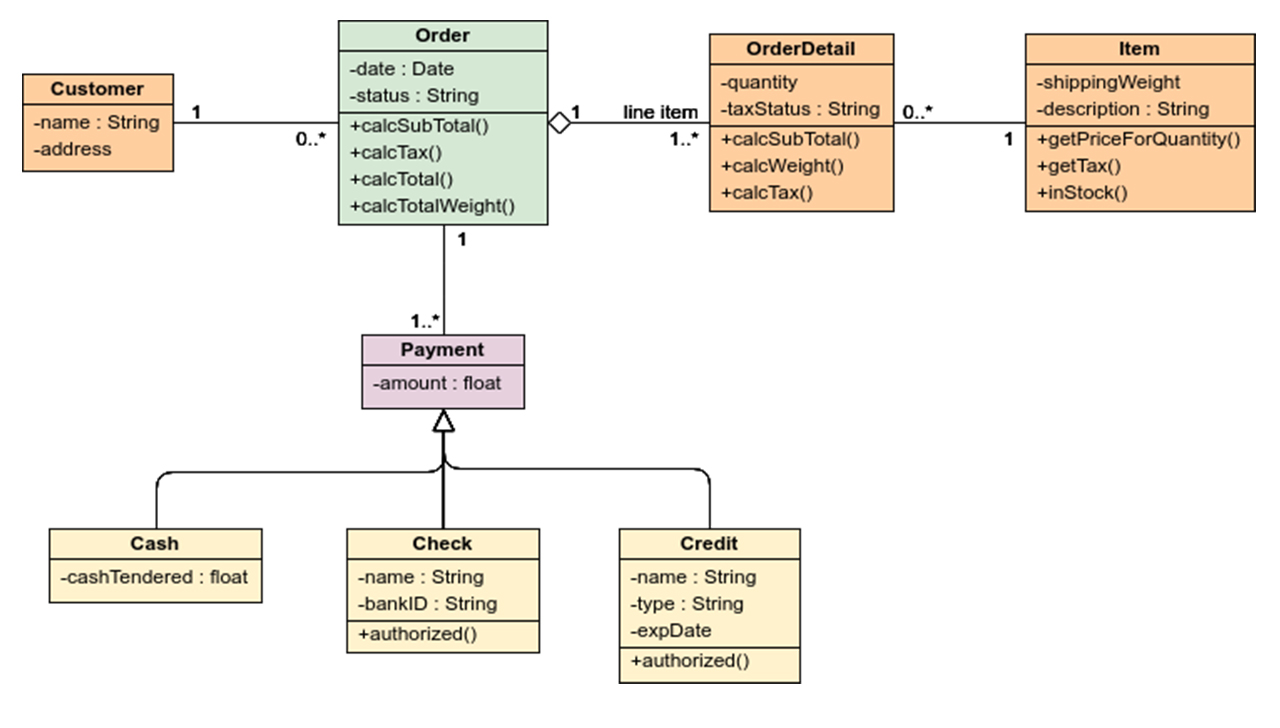 Customer
-name : String
-address
1
0..*
Order
-date : Date
-status : String
+calcSubTotal()
+calcTax()
+calcTotal()
+calcTotalWeight()
1
line item
1..*
OrderDetail
-quantity
-taxStatus : String
+calcSubTotal()
+calcWeight()
+calcTax()
0..*
1
Item
-shippingWeight
-description : String
+getPriceForQuantity()
+getTax()
+inStock()
1
1..*
Payment
-amount : float
Cash
-cashTendered : float
Check
-name : String
-bankID : String
+authorized()
Credit
-name : String
-type : String
-expDate
+authorized()